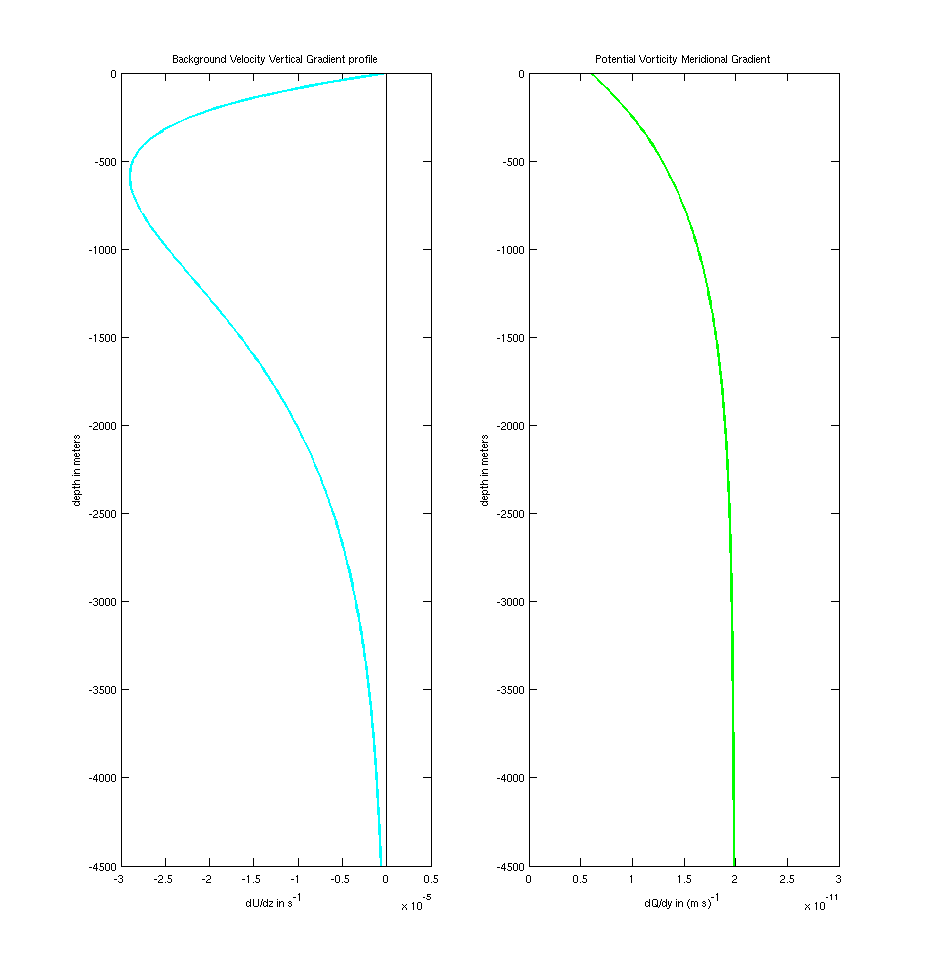 Background Velocity Vertical Gradient profile
0
-500
-1000
-1500
-2000
-2500
-3000
-3500
-4000
-4500
depth in meters
-3 -2.5 -2 -1.5 -1 -0.5 0 0.5
dU/dz in s^-1
x 10^-5
Potential Vorticity Meridional Gradient
0
-500
-1000
-1500
-2000
-2500
-3000
-3500
-4000
-4500
depth in meters
0 0.5 1 1.5 2 2.5 3
dQ/dy in (m s)^-1
x 10^-11